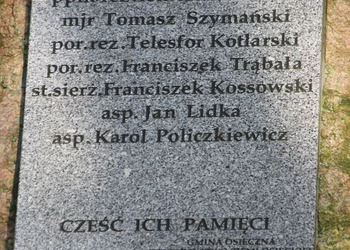 mjr Tomasz Szymański
por.rez.Telesfor Kotlarski
por.rez.Franciszek Trąbała
st.sierż.Franciszek Kossowski
asp.Jan Lidka
asp.Karol Policzkiewicz
CZEŚĆ ICH PAMIĘCI
GMINA OSIECZNA